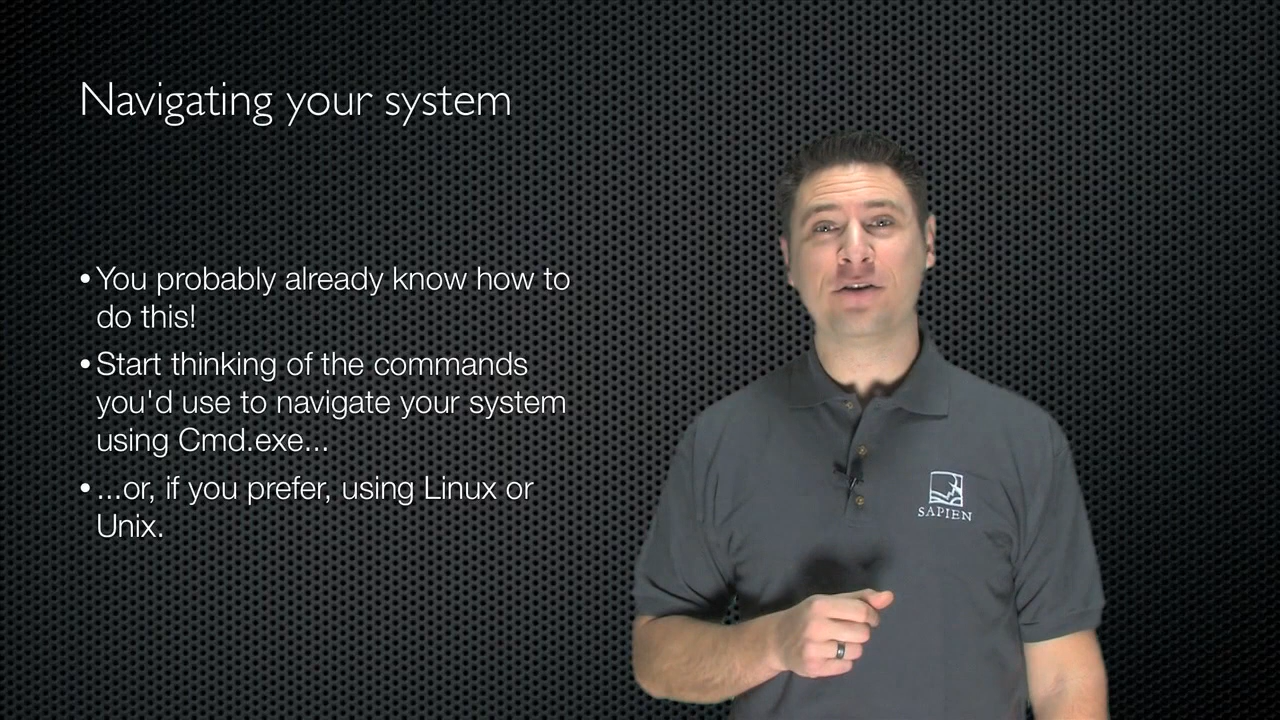 Navigating your system
• You probably already know how to
do this!
• Start thinking of the commands
you'd use to navigate your system
using Cmd.exe...
• ...or, if you prefer, using Linux or
Unix.
SAPIEN